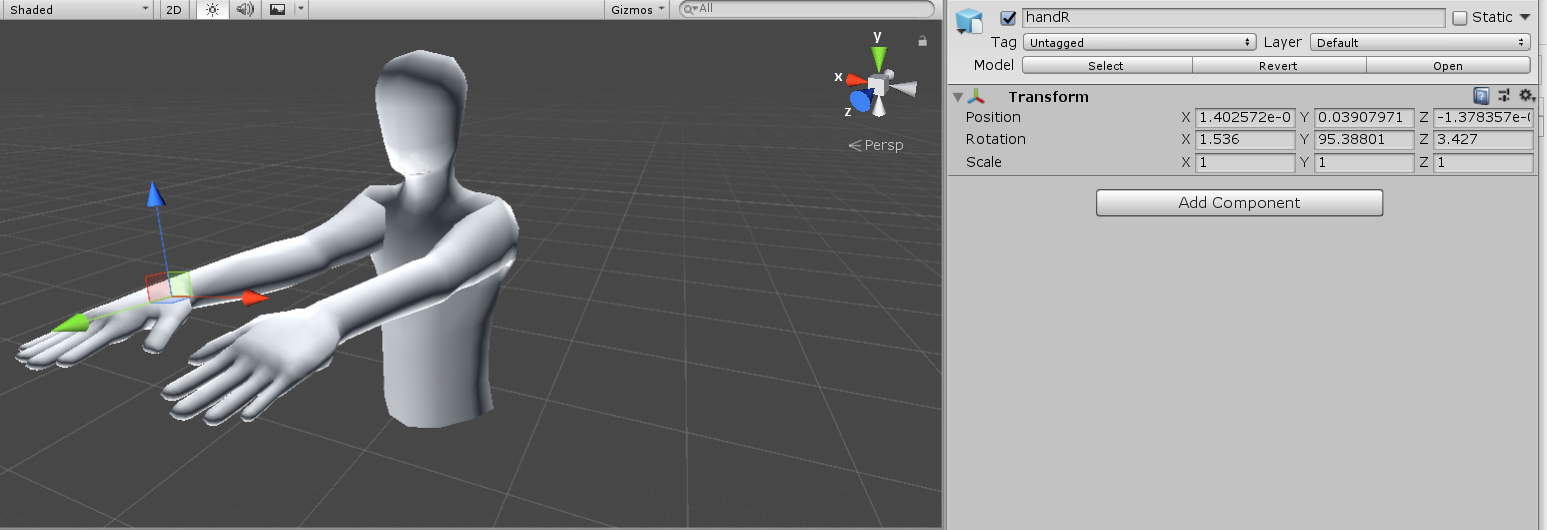 Shaded 2D Gizmos All
y
x
z
Persp
handR Static
Tag Untagged Layer Default
Model Select Revert Open
Transform
Position X 1.402572e-0 Y 0.03907971 Z -1.378357e-(
Rotation X 1.536 Y 95.38801 Z 3.427
Scale X 1 Y 1 Z 1
Add Component